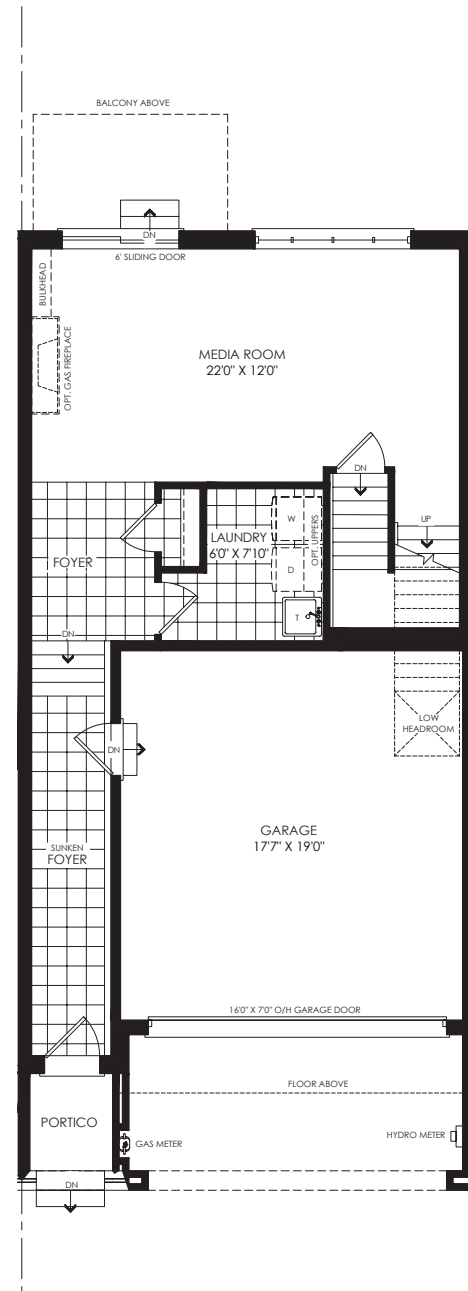 BALCONY ABOVE
DN
6' SLIDING DOOR
BULKHEAD
OPT. GAS FIREPLACE
MEDIA ROOM
22'0" X 12'0"
DN
UP
W
LAUNDRY
6'0" X 7'10"
OPT. UPPERS
D
FOYER
T
DN
LOW
HEADROOM
DN
GARAGE
17'7" X 19'0"
SUNKEN
FOYER
16'0" X 7'0" O/H GARAGE DOOR
FLOOR ABOVE
PORTICO
GAS METER
HYDRO METER
DN